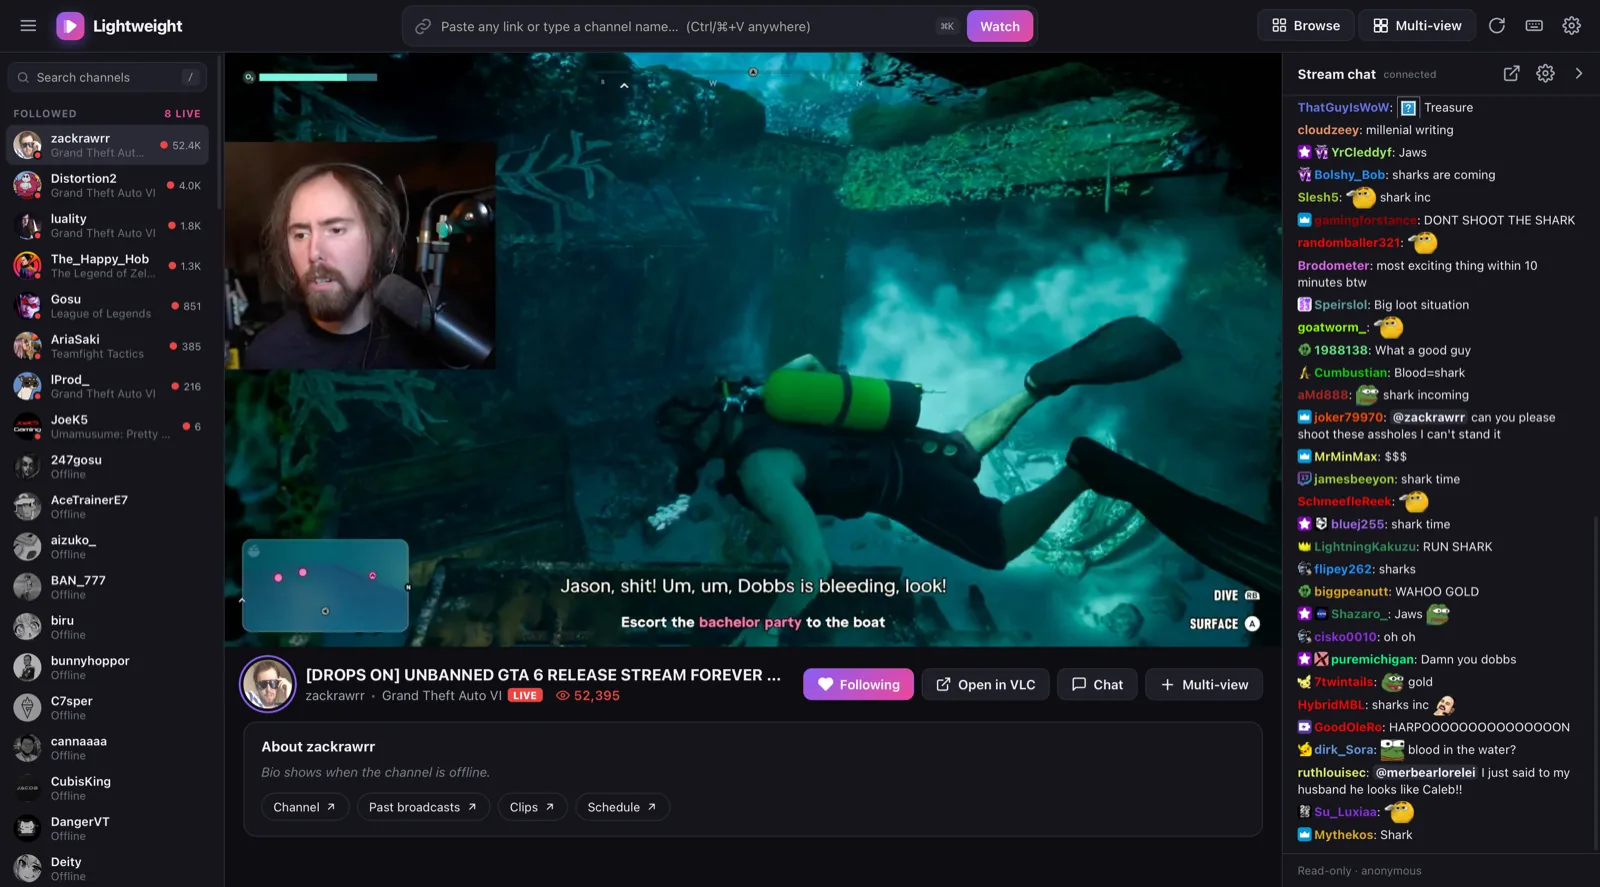 Lightweight
Paste any link or type a channel name... (Ctrl/⌘+V anywhere)
⌘K
Watch
Browse
Multi-view
Search channels
/
FOLLOWED
8 LIVE
zackrawrr
Grand Theft Aut...
52.4K
Distortion2
Grand Theft Auto VI
4.0K
luality
Grand Theft Auto VI
1.8K
The_Happy_Hob
The Legend of Zel...
1.3K
Gosu
League of Legends
851
AriaSaki
Teamfight Tactics
385
lProd_
Grand Theft Auto VI
216
JoeK5
Umamusume: Pretty ...
6
247gosu
Offline
AceTrainerE7
Offline
aizuko_
Offline
BAN_777
Offline
biru
Offline
bunnyhoppor
Offline
C7sper
Offline
cannaaaa
Offline
CubisKing
Offline
DangerVT
Offline
Deity
Offline
O₂
W
N
Jason, shit! Um, um, Dobbs is bleeding, look!
Escort the bachelor party to the boat
DIVE RB
SURFACE A
[DROPS ON] UNBANNED GTA 6 RELEASE STREAM FOREVER ...
zackrawrr · Grand Theft Auto VI LIVE 52,395
Following
Open in VLC
Chat
Multi-view
About zackrawrr
Bio shows when the channel is offline.
Channel ↗
Past broadcasts ↗
Clips ↗
Schedule ↗
Stream chat connected
ThatGuyIsWoW: Treasure
cloudzeey: millenial writing
YrCleddyf: Jaws
Bolshy_Bob: sharks are coming
Slesh5: shark inc
gamingforstance: DONT SHOOT THE SHARK
randomballer321:
Brodometer: most exciting thing within 10
minutes btw
Speirslol: Big loot situation
goatworm_:
1988138: What a good guy
Cumbustian: Blood=shark
aMd888: shark incoming
joker79970: @zackrawrr can you please
shoot these assholes I can't stand it
MrMinMax: $$$
jamesbeeyon: shark time
SchmeefleReek:
bluej255: shark time
LightningKakuzu: RUN SHARK
flipey262: sharks
biggpeanutt: WAHOO GOLD
Shazaro_: Jaws
cisko0010: oh oh
puremichigan: Damn you dobbs
7twintails: gold
HybridMBL: sharks inc
GoodOleRo: HARPOOOOOOOOOOOOOON
dirk_Sora: blood in the water?
ruthlouisec: @merbearlorelei I just said to my
husband he looks like Caleb!!
Su_Luxiaa:
Mythekos: Shark
Read-only · anonymous